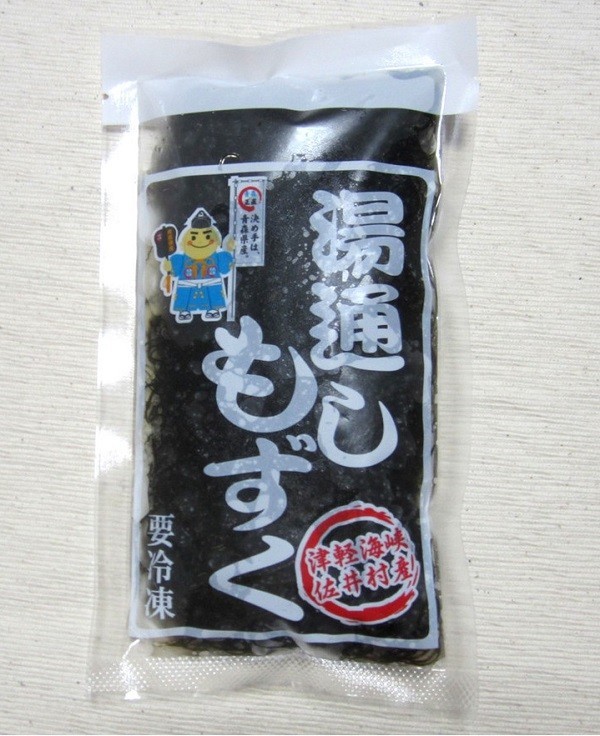 湯通し
もずく
決め手は、
青森県産。
津軽海峡
佐井村産
要冷凍